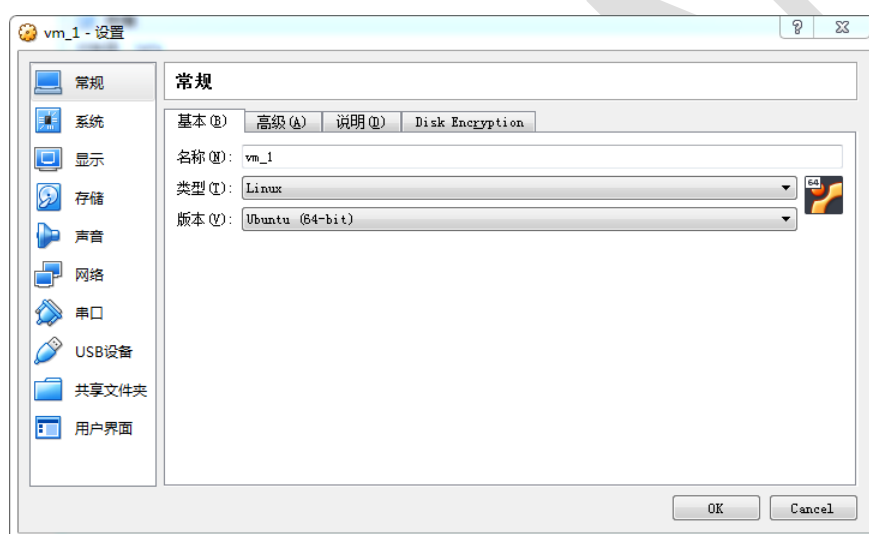 vm_1 - 设置
常规
系统
显示
存储
声音
网络
串口
USB设备
共享文件夹
用户界面
常规
基本(B) 高级(A) 说明(D) Disk Encryption
名称(N): vm_1
类型(T): Linux
64
版本(V): Ubuntu (64-bit)
OK Cancel